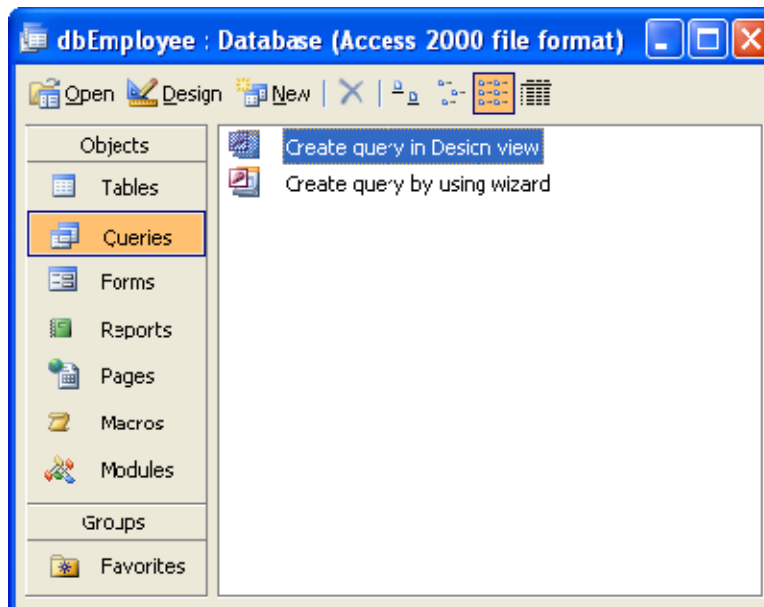 dbEmployee : Database (Access 2000 file format)
Open Design New
Objects
Tables
Queries
Forms
Reports
Pages
Macros
Modules
Groups
Favorites
Create query in Design view
Create query by using wizard